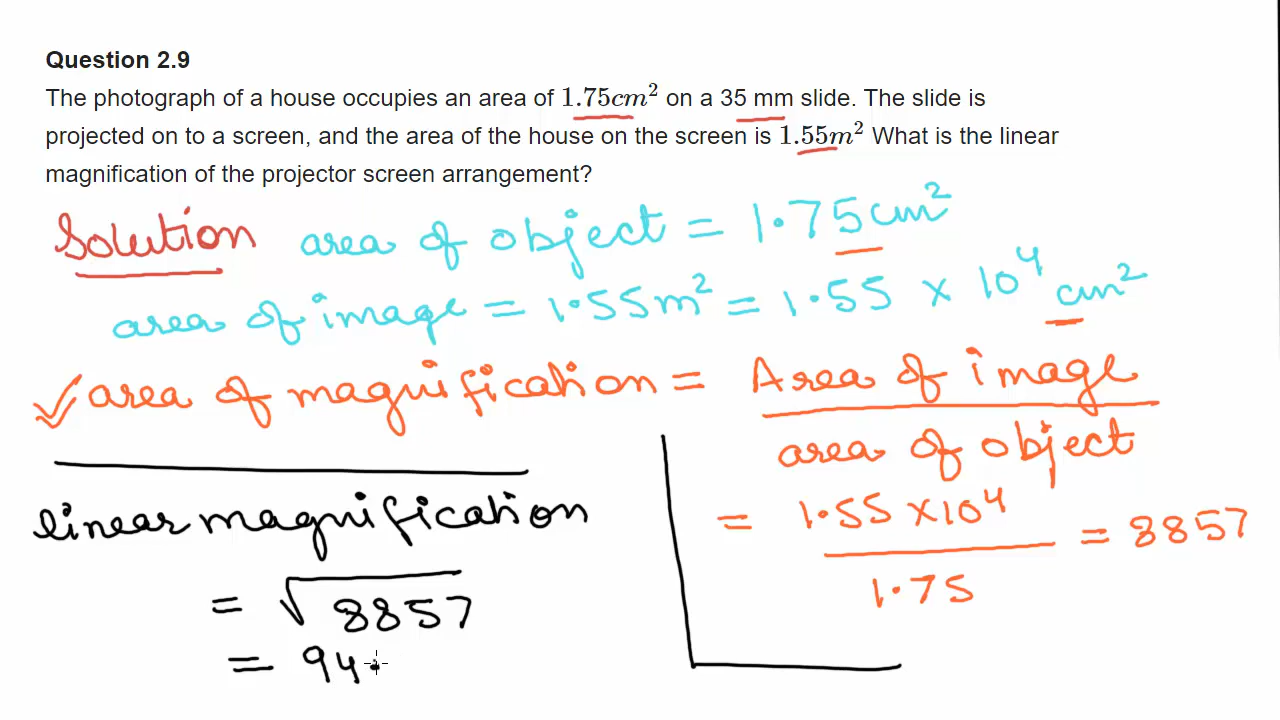 Question 2.9
The photograph of a house occupies an area of 1.75cm² on a 35 mm slide. The slide is
projected on to a screen, and the area of the house on the screen is 1.55m² What is the linear
magnification of the projector screen arrangement?
Solution area of object = 1.75cm²
area of image = 1.55m² = 1.55 × 10⁴ cm²
area of magnification = Area of image
area of object
= 1.55 ×10⁴ = 8857
1.75
linear magnification
= √8857
= 94.